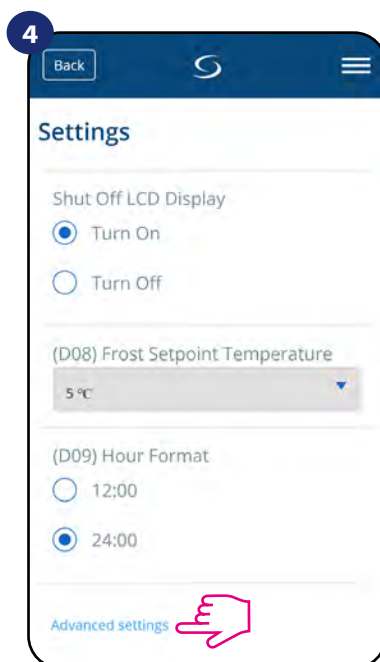 4
Back
Settings
Shut Off LCD Display
Turn On
Turn Off
(D08) Frost Setpoint Temperature
5 °C
(D09) Hour Format
12:00
24:00
Advanced settings